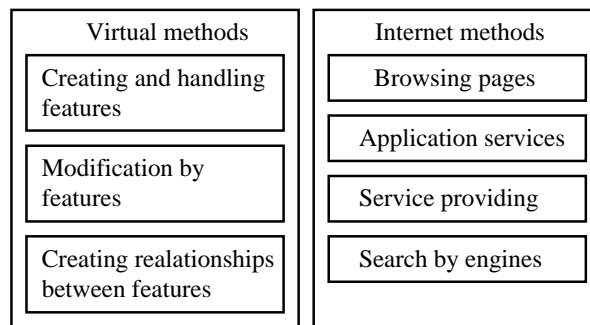 Virtual methods
Creating and handling
features
Modification by
features
Creating realationships
between features
Internet methods
Browsing pages
Application services
Service providing
Search by engines